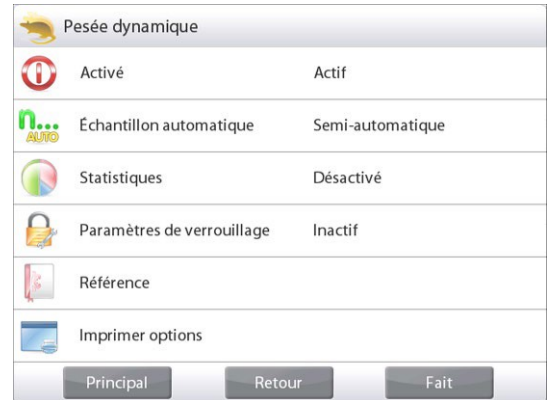 Pesée dynamique
Activé Actif
n... AUTO Échantillon automatique Semi-automatique
Statistiques Désactivé
Paramètres de verrouillage Inactif
Référence
Imprimer options
Principal Retour Fait